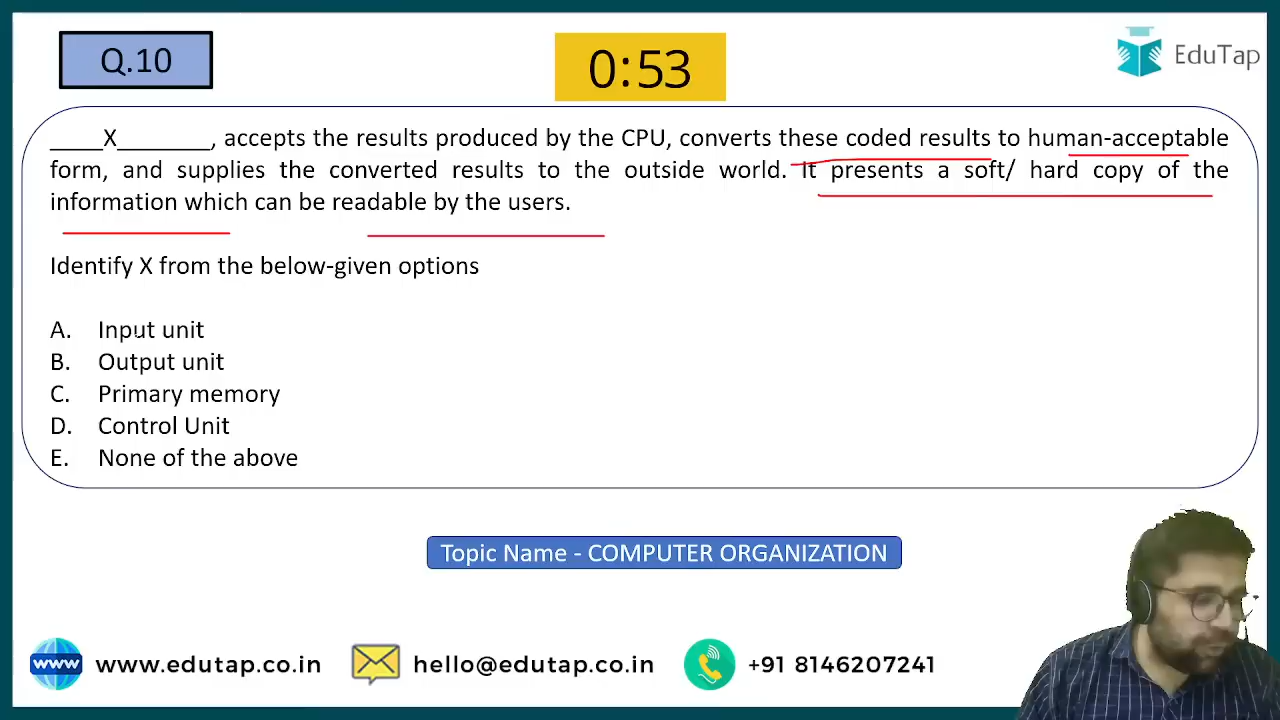 Q.10
0:53
EduTap
____X_______, accepts the results produced by the CPU, converts these coded results to human-acceptable
form, and supplies the converted results to the outside world. It presents a soft/ hard copy of the
information which can be readable by the users.
Identify X from the below-given options
A. Input unit
B. Output unit
C. Primary memory
D. Control Unit
E. None of the above
Topic Name - COMPUTER ORGANIZATION
www www.edutap.co.in hello@edutap.co.in +91 8146207241